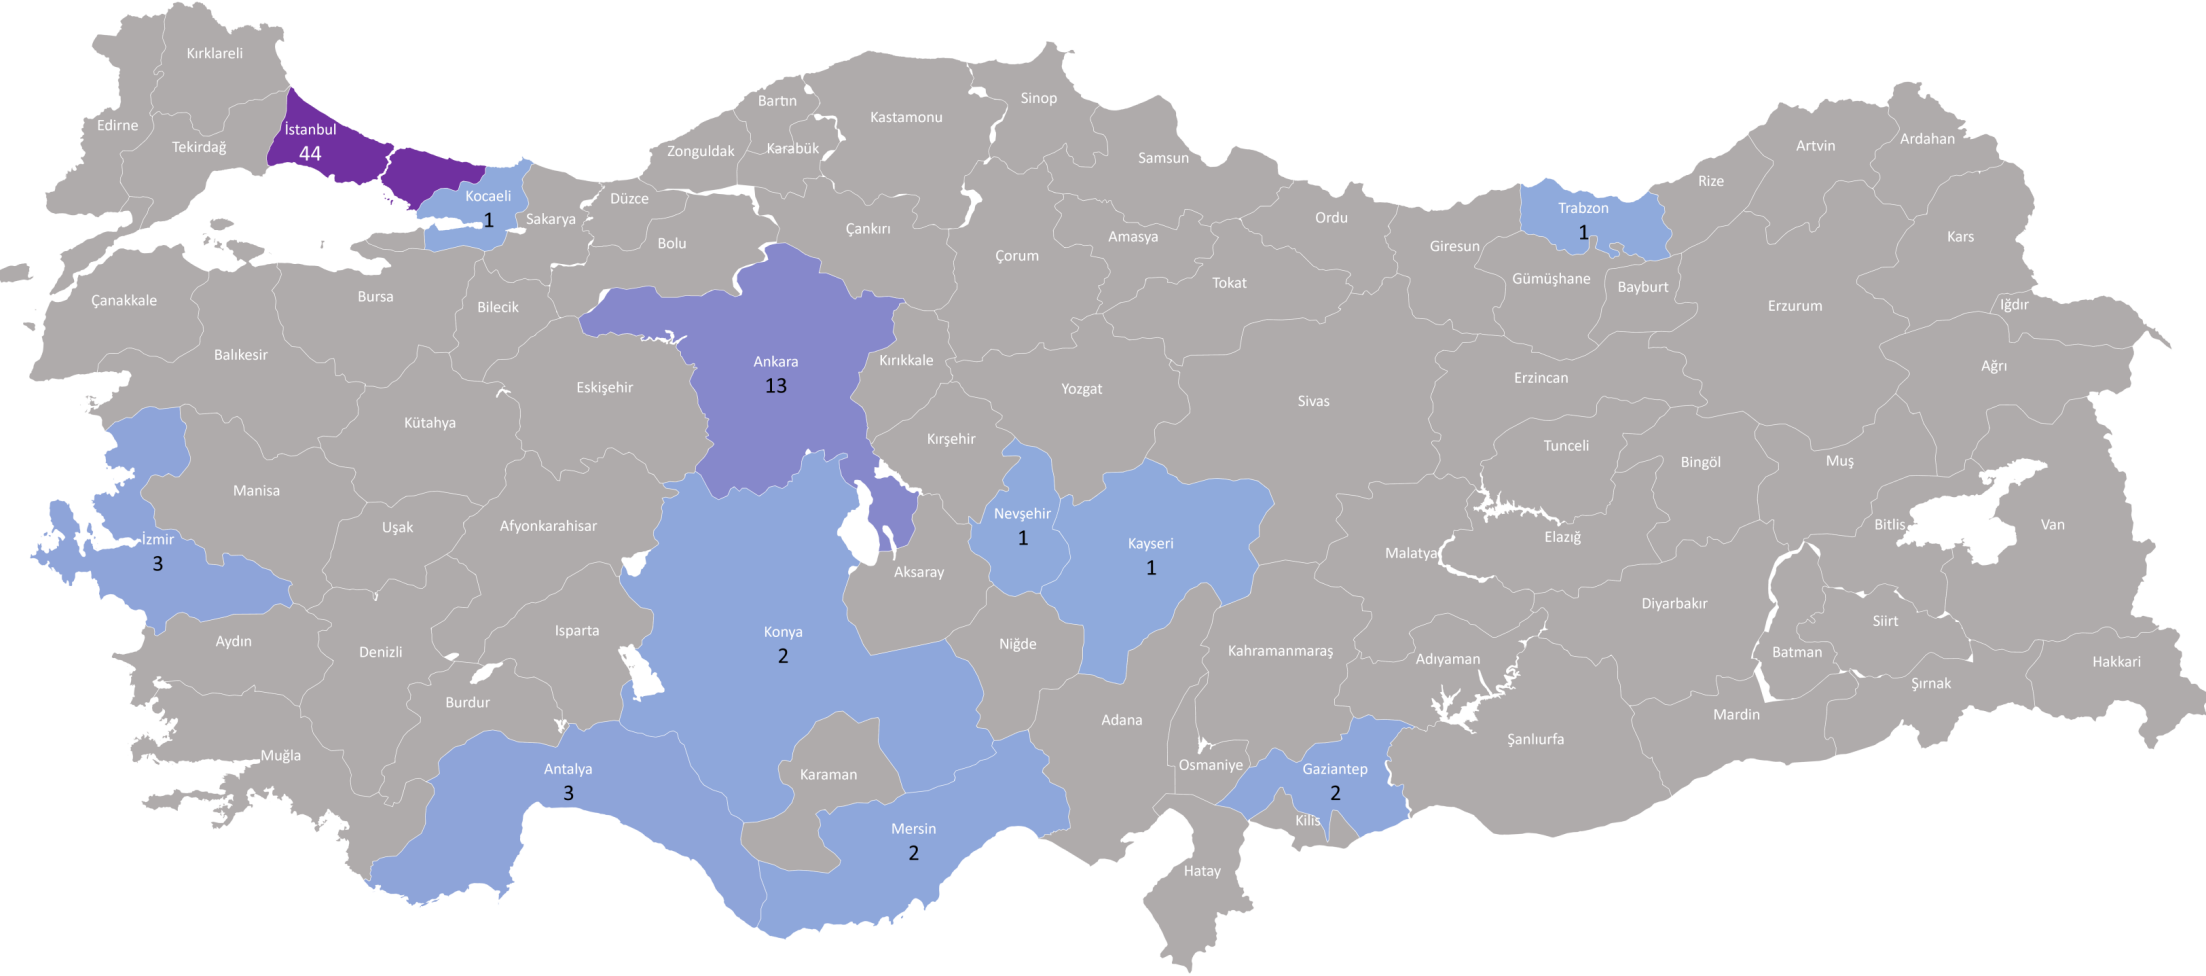 Kırklareli
Edirne
Tekirdağ
İstanbul
44
Kocaeli
1
Sakarya
Düzce
Bolu
Zonguldak
Bartın
Karabük
Kastamonu
Çankırı
Sinop
Samsun
Çorum
Amasya
Tokat
Ordu
Giresun
Gümüşhane
Trabzon
1
Bayburt
Rize
Artvin
Ardahan
Kars
Iğdır
Erzurum
Ağrı
Çanakkale
Balıkesir
Bursa
Bilecik
Kütahya
Eskişehir
Ankara
13
Kırıkkale
Kırşehir
Yozgat
Sivas
Erzincan
Tunceli
Bingöl
Muş
Bitlis
Van
Elazığ
Malatya
Manisa
İzmir
3
Uşak
Afyonkarahisar
Konya
2
Aksaray
Nevşehir
1
Kayseri
1
Niğde
Kahramanmaraş
Adıyaman
Diyarbakır
Batman
Siirt
Şırnak
Hakkari
Mardin
Şanlıurfa
Aydın
Denizli
Isparta
Burdur
Muğla
Antalya
3
Karaman
Mersin
2
Adana
Osmaniye
Gaziantep
2
Kilis
Hatay